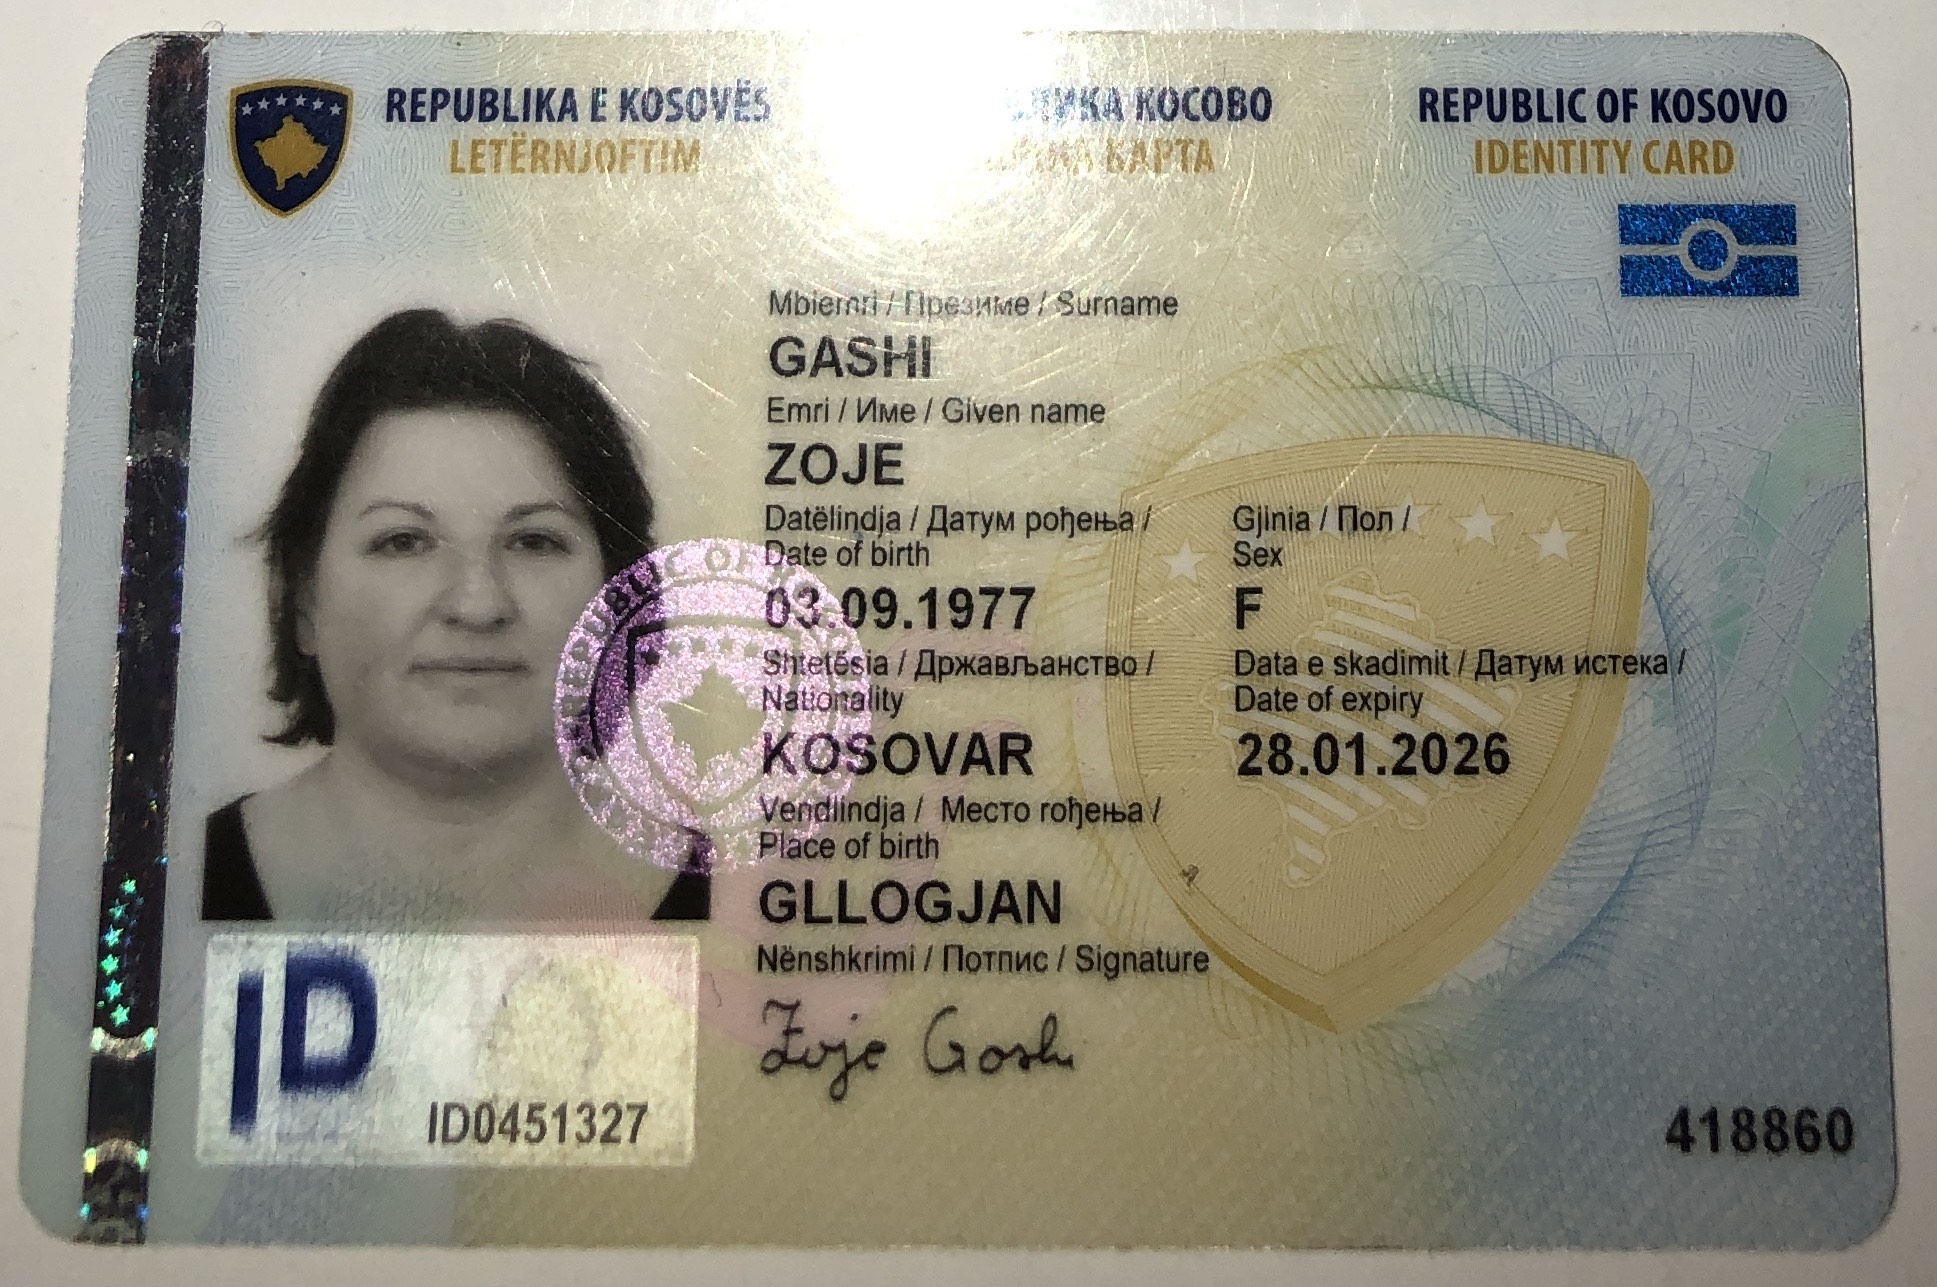 REPUBLIKA E KOSOVËS
LETËRNJOFTIM
КОСОВО
КАРТА
REPUBLIC OF KOSOVO
IDENTITY CARD
Mbiemri / Презиме / Surname
GASHI
Emri / Име / Given name
ZOJE
Datëlindja / Датум рођења /
Date of birth
03.09.1977
Gjinia / Пол /
Sex
F
Shtetësia / Држављанство /
Nationality
KOSOVAR
Data e skadimit / Датум истека /
Date of expiry
28.01.2026
Vendlindja / Место рођења /
Place of birth
GLLOGJAN
Nënshkrimi / Потпис / Signature
Zoje Gashi
ID
ID0451327
418860
REPUBLIC OF